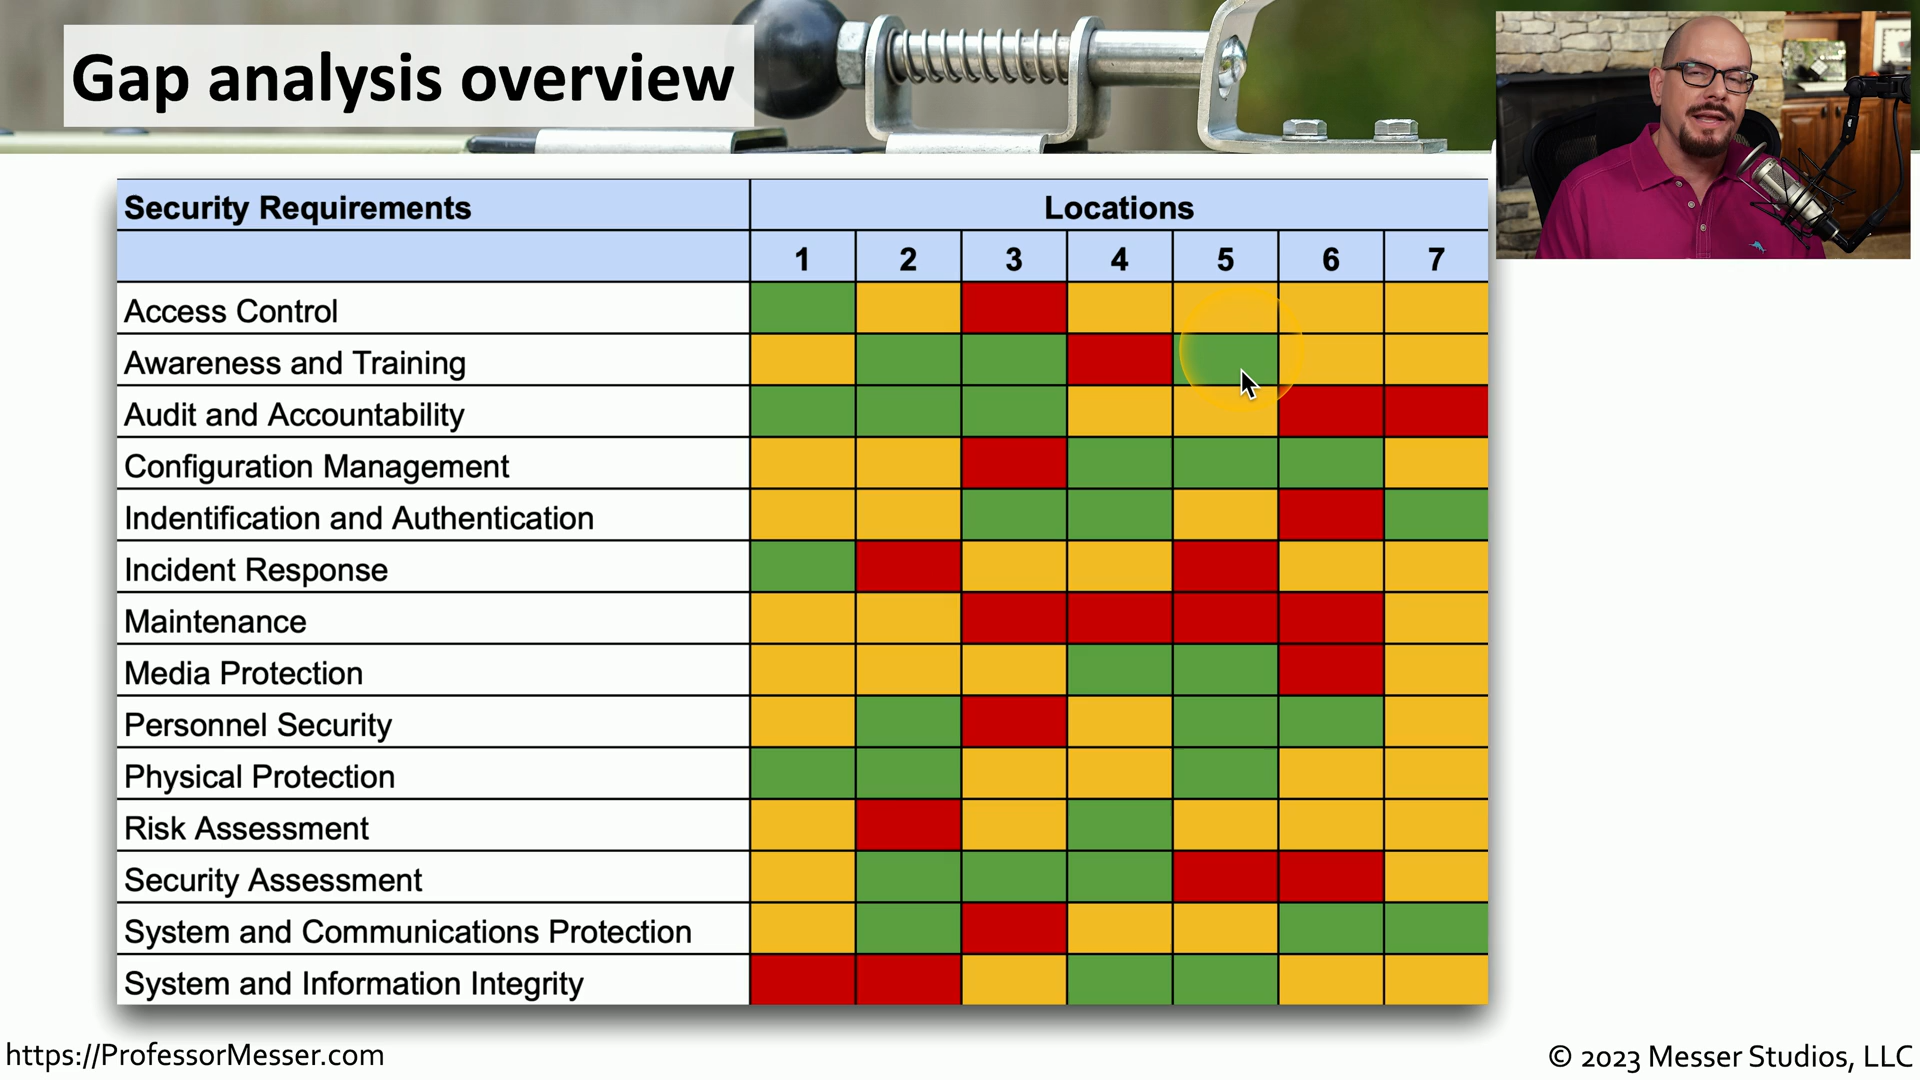 Gap analysis overview
Security Requirements Locations
1 2 3 4 5 6 7
Access Control
Awareness and Training
Audit and Accountability
Configuration Management
Indentification and Authentication
Incident Response
Maintenance
Media Protection
Personnel Security
Physical Protection
Risk Assessment
Security Assessment
System and Communications Protection
System and Information Integrity
https://ProfessorMesser.com
© 2023 Messer Studios, LLC